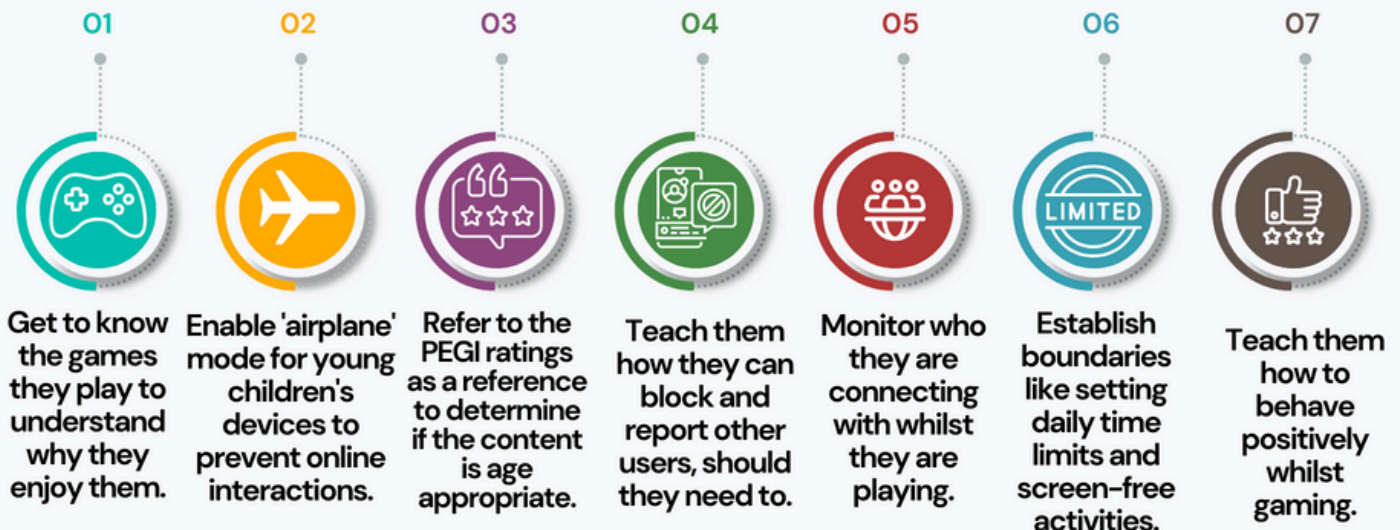 01
Get to know
the games
they play to
understand
why they
enjoy them.
02
Enable 'airplane'
mode for young
children's
devices to
prevent online
interactions.
03
Refer to the
PEGI ratings
as a reference
to determine
if the content
is age
appropriate.
04
Teach them
how they can
block and
report other
users, should
they need to.
05
Monitor who
they are
connecting
with whilst
they are
playing.
06
LIMITED
Establish
boundaries
like setting
daily time
limits and
screen-free
activities.
07
Teach them
how to
behave
positively
whilst
gaming.